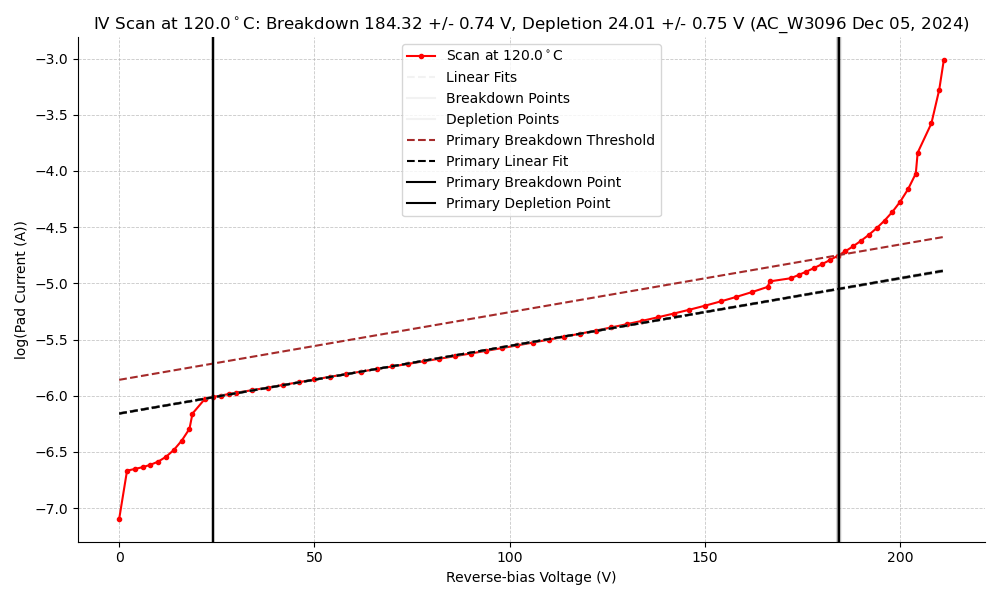 IV Scan at 120.0°C: Breakdown 184.32 +/- 0.74 V, Depletion 24.01 +/- 0.75 V (AC_W3096 Dec 05, 2024)
Scan at 120.0°C
Linear Fits
Breakdown Points
Depletion Points
Primary Breakdown Threshold
Primary Linear Fit
Primary Breakdown Point
Primary Depletion Point
log(Pad Current (A))
−3.0
−3.5
−4.0
−4.5
−5.0
−5.5
−6.0
−6.5
−7.0
0 50 100 150 200
Reverse-bias Voltage (V)